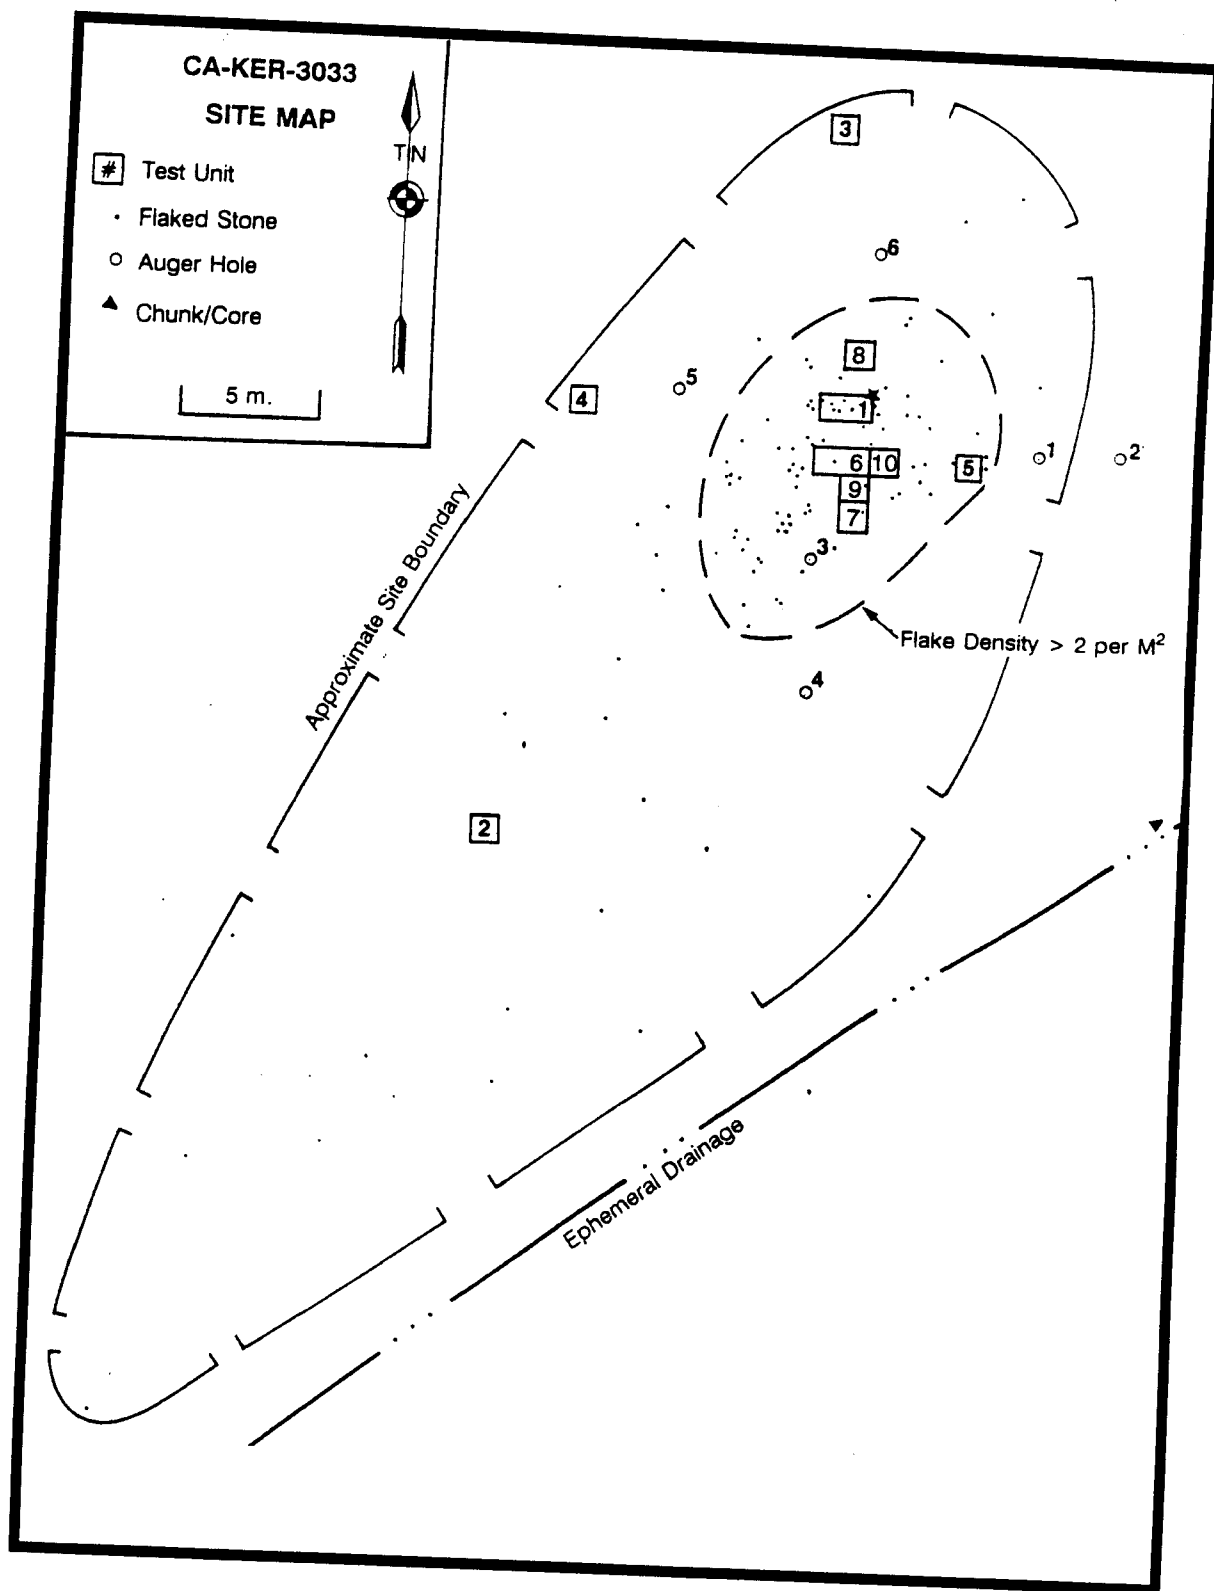 CA-KER-3033
SITE MAP
TN
# Test Unit
Flaked Stone
Auger Hole
Chunk/Core
5 m.
3
6
8
4
5
1
6 10
5
1
2
9
7
3
Approximate Site Boundary
Flake Density > 2 per M²
4
2
Ephemeral Drainage